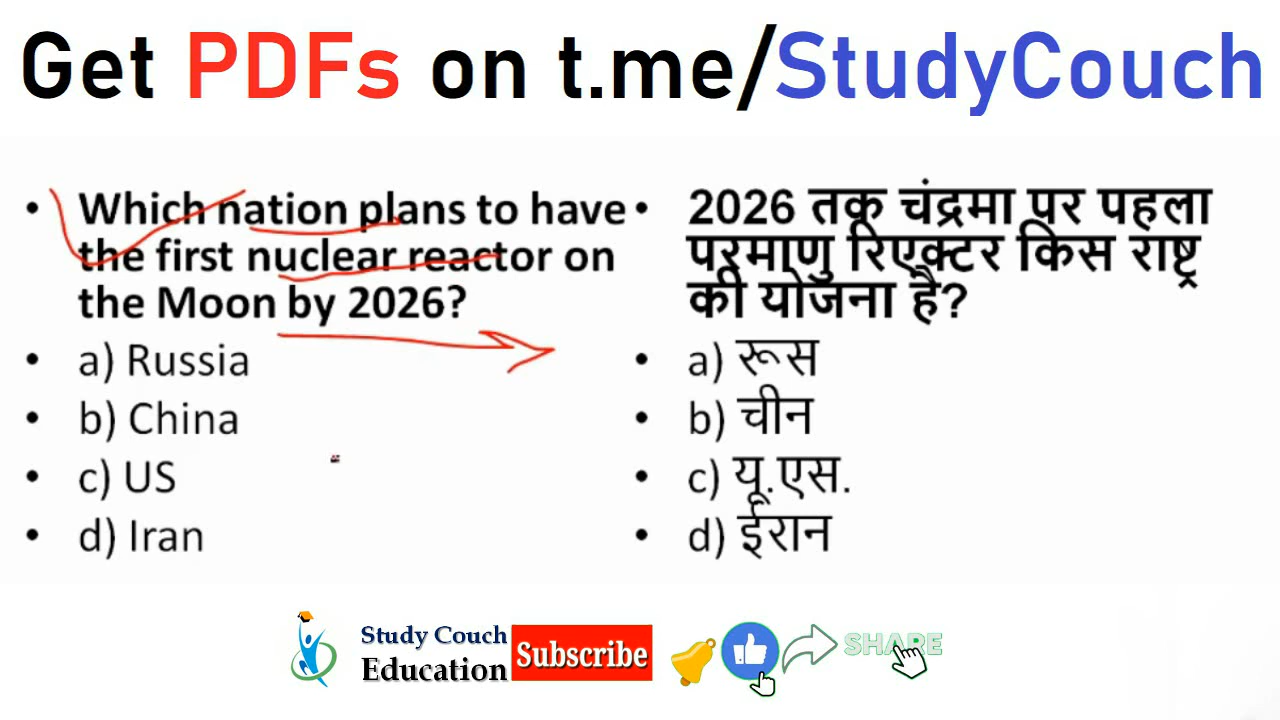 Get PDFs on t.me/StudyCouch
• Which nation plans to have
the first nuclear reactor on
the Moon by 2026?
• a) Russia
• b) China
• c) US
• d) Iran
• 2026 तक चंद्रमा पर पहला
परमाणु रिएक्टर किस राष्ट्र
की योजना है?
• a) रूस
• b) चीन
• c) यू.एस.
• d) ईरान
Study Couch
Education
Subscribe
SHARE